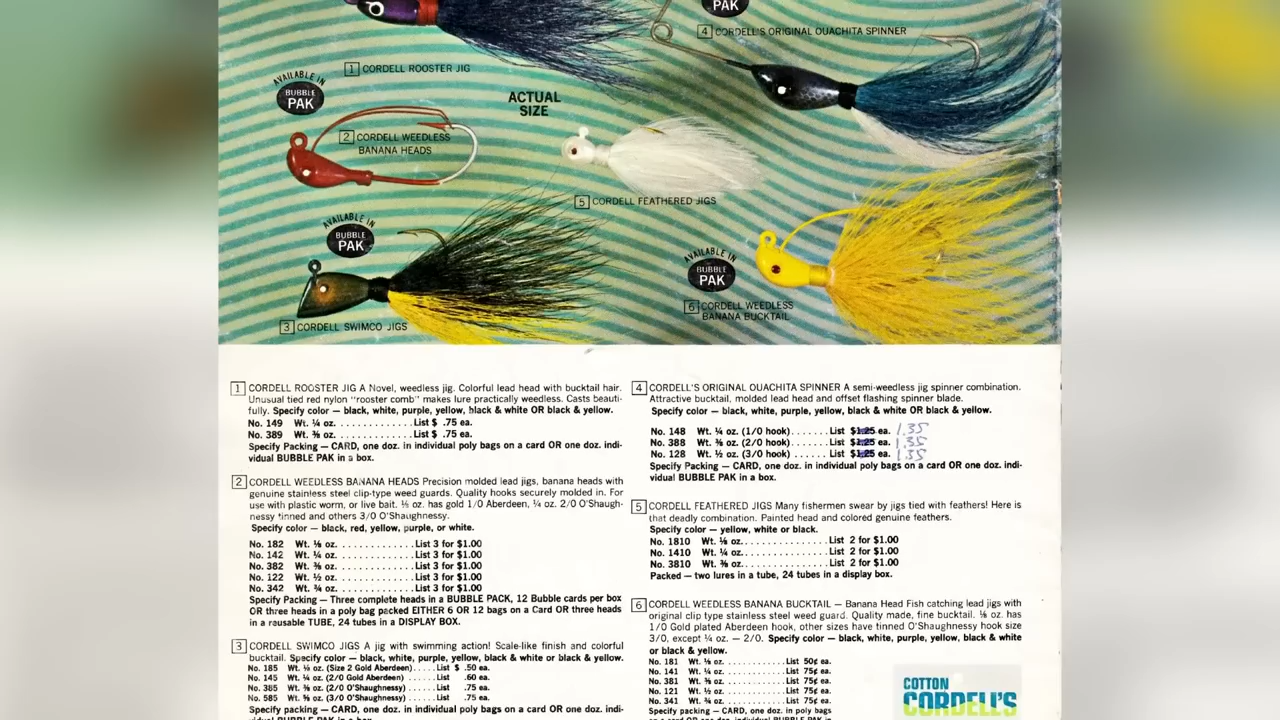 BUBBLE PAK
4 CORDELL'S ORIGINAL OUACHITA SPINNER
1 CORDELL ROOSTER JIG
AVAILABLE IN
BUBBLE
PAK
ACTUAL
SIZE
2 CORDELL WEEDLESS
BANANA HEADS
5 CORDELL FEATHERED JIGS
AVAILABLE IN
BUBBLE
PAK
AVAILABLE IN
BUBBLE
PAK
6 CORDELL WEEDLESS
BANANA BUCKTAIL
3 CORDELL SWIMCO JIGS
1 CORDELL ROOSTER JIG A Novel, weedless jig. Colorful lead head with bucktail hair.
Unusual tied red nylon "rooster comb" makes lure practically weedless. Casts beauti-
fully. Specify color — black, white, purple, yellow, black & white OR black & yellow.
No. 149 Wt. ¼ oz. . . . . . . . . . . . . . List $ .75 ea.
No. 389 Wt. ⅜ oz. . . . . . . . . . . . . . List $ .75 ea.
Specify Packing — CARD, one doz. in individual poly bags on a card OR one doz. indi-
vidual BUBBLE PAK in a box.
2 CORDELL WEEDLESS BANANA HEADS Precision molded lead jigs, banana heads with
genuine stainless steel clip-type weed guards. Quality hooks securely molded in. For
use with plastic worm, or live bait. ⅛ oz. has gold 1/0 Aberdeen, ¼ oz. 2/0 O'Shaugh-
nessy tinned and others 3/0 O'Shaughnessy.
Specify color — black, red, yellow, purple, or white.
No. 182 Wt. ⅛ oz. . . . . . . . . . . . . . List 3 for $1.00
No. 142 Wt. ¼ oz. . . . . . . . . . . . . . List 3 for $1.00
No. 382 Wt. ⅜ oz. . . . . . . . . . . . . . List 3 for $1.00
No. 122 Wt. ½ oz. . . . . . . . . . . . . . List 3 for $1.00
No. 342 Wt. ¾ oz. . . . . . . . . . . . . . List 3 for $1.00
Specify Packing — Three complete heads in a BUBBLE PACK, 12 Bubble cards per box
OR three heads in a poly bag packed EITHER 6 OR 12 bags on a Card OR three heads
in a reusable TUBE, 24 tubes in a DISPLAY BOX.
3 CORDELL SWIMCO JIGS A jig with swimming action! Scale-like finish and colorful
bucktail. Specify color — black, white, purple, yellow, black & white or black & yellow.
No. 185 Wt. ⅛ oz. (Size 2 Gold Aberdeen) . . . . . List $ .50 ea.
No. 145 Wt. ¼ oz. (2/0 Gold Aberdeen) . . . . . . . List .60 ea.
No. 385 Wt. ⅜ oz. (2/0 O'Shaughnessy) . . . . . . . List .75 ea.
No. 585 Wt. ⅝ oz. (3/0 O'Shaughnessy) . . . . . . . List .75 ea.
Specify Packing — CARD, one doz. in individual poly bags on a card OR one doz. indi-
vidual BUBBLE PAK in a box.
4 CORDELL'S ORIGINAL OUACHITA SPINNER A semi-weedless jig spinner combination.
Attractive bucktail, molded lead head and offset flashing spinner blade.
Specify color — black, white, purple, yellow, black & white OR black & yellow.
No. 148 Wt. ¼ oz. (1/0 hook) . . . . . . List $1.25 ea. 1.35
No. 388 Wt. ⅜ oz. (2/0 hook) . . . . . . List $1.25 ea. 1.35
No. 128 Wt. ½ oz. (3/0 hook) . . . . . . List $1.25 ea. 1.35
Specify Packing — CARD, one doz. in individual poly bags on a card OR one doz. indi-
vidual BUBBLE PAK in a box.
5 CORDELL FEATHERED JIGS Many fishermen swear by jigs tied with feathers! Here is
that deadly combination. Painted head and colored genuine feathers.
Specify color — yellow, white or black.
No. 1810 Wt. ⅛ oz. . . . . . . . . . . . . . List 2 for $1.00
No. 1410 Wt. ¼ oz. . . . . . . . . . . . . . List 2 for $1.00
No. 3810 Wt. ⅜ oz. . . . . . . . . . . . . . List 2 for $1.00
Packed — two lures in a tube, 24 tubes in a display box.
6 CORDELL WEEDLESS BANANA BUCKTAIL — Banana Head Fish catching lead jigs with
original clip type stainless steel weed guard. Quality made, fine bucktail. ⅛ oz. has
1/0 Gold plated Aberdeen hook, other sizes have tinned O'Shaughnessy hook size
3/0, except ¼ oz. — 2/0. Specify color — black, white, purple, yellow, black & white
or black & yellow.
No. 181 Wt. ⅛ oz. . . . . . . . . . . . . . List 50¢ ea.
No. 141 Wt. ¼ oz. . . . . . . . . . . . . . List 75¢ ea.
No. 381 Wt. ⅜ oz. . . . . . . . . . . . . . List 75¢ ea.
No. 121 Wt. ½ oz. . . . . . . . . . . . . . List 75¢ ea.
No. 341 Wt. ¾ oz. . . . . . . . . . . . . . List 75¢ ea.
Specify packing — CARD, one doz. in poly bags
COTTON
CORDELL'S